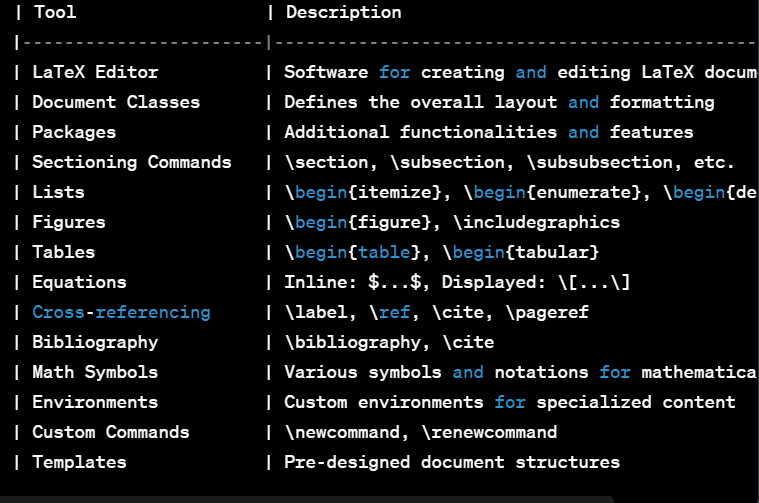 | Tool | Description
|-----------------------|----------------------------------------------
| LaTeX Editor | Software for creating and editing LaTeX docum
| Document Classes | Defines the overall layout and formatting
| Packages | Additional functionalities and features
| Sectioning Commands | \section, \subsection, \subsubsection, etc.
| Lists | \begin{itemize}, \begin{enumerate}, \begin{de
| Figures | \begin{figure}, \includegraphics
| Tables | \begin{table}, \begin{tabular}
| Equations | Inline: $...$, Displayed: \[...\]
| Cross-referencing | \label, \ref, \cite, \pageref
| Bibliography | \bibliography, \cite
| Math Symbols | Various symbols and notations for mathematica
| Environments | Custom environments for specialized content
| Custom Commands | \newcommand, \renewcommand
| Templates | Pre-designed document structures